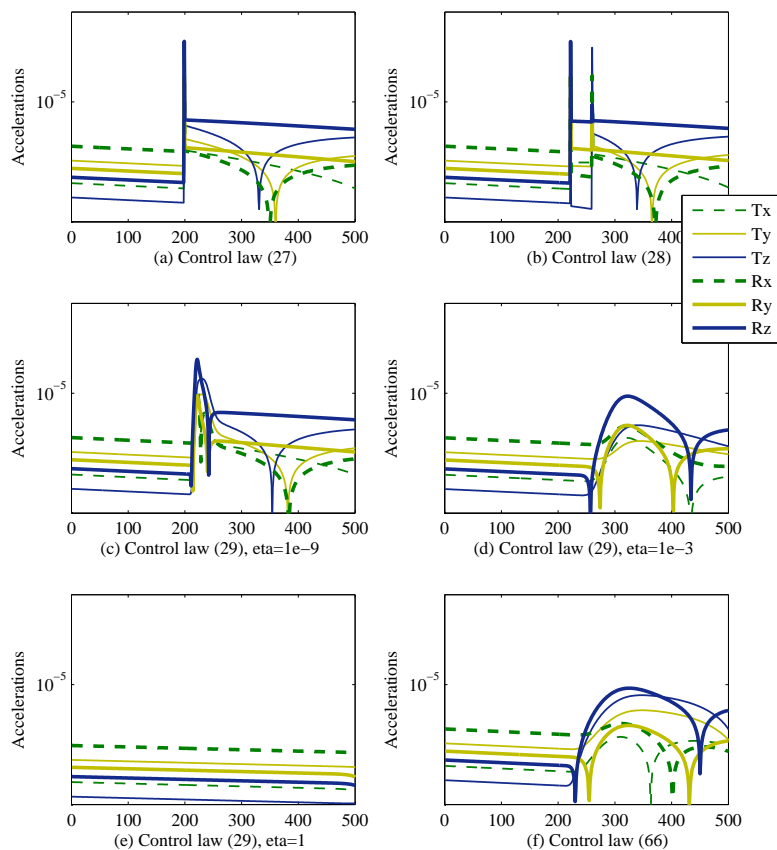 Accelerations
10−5
0 100 200 300 400 500
(a) Control law (27)
Accelerations
10−5
0 100 200 300 400 500
(b) Control law (28)
Tx
Ty
Tz
Rx
Ry
Rz
Accelerations
10−5
0 100 200 300 400 500
(c) Control law (29), eta=1e−9
Accelerations
10−5
0 100 200 300 400 500
(d) Control law (29), eta=1e−3
Accelerations
10−5
0 100 200 300 400 500
(e) Control law (29), eta=1
Accelerations
10−5
0 100 200 300 400 500
(f) Control law (66)